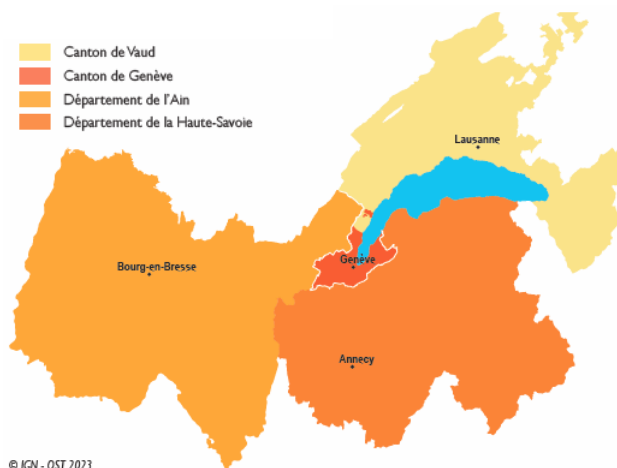 Canton de Vaud
Canton de Genève
Département de l'Ain
Département de la Haute-Savoie
Lausanne
Genève
Bourg-en-Bresse
Annecy
© IGN - OST 2023